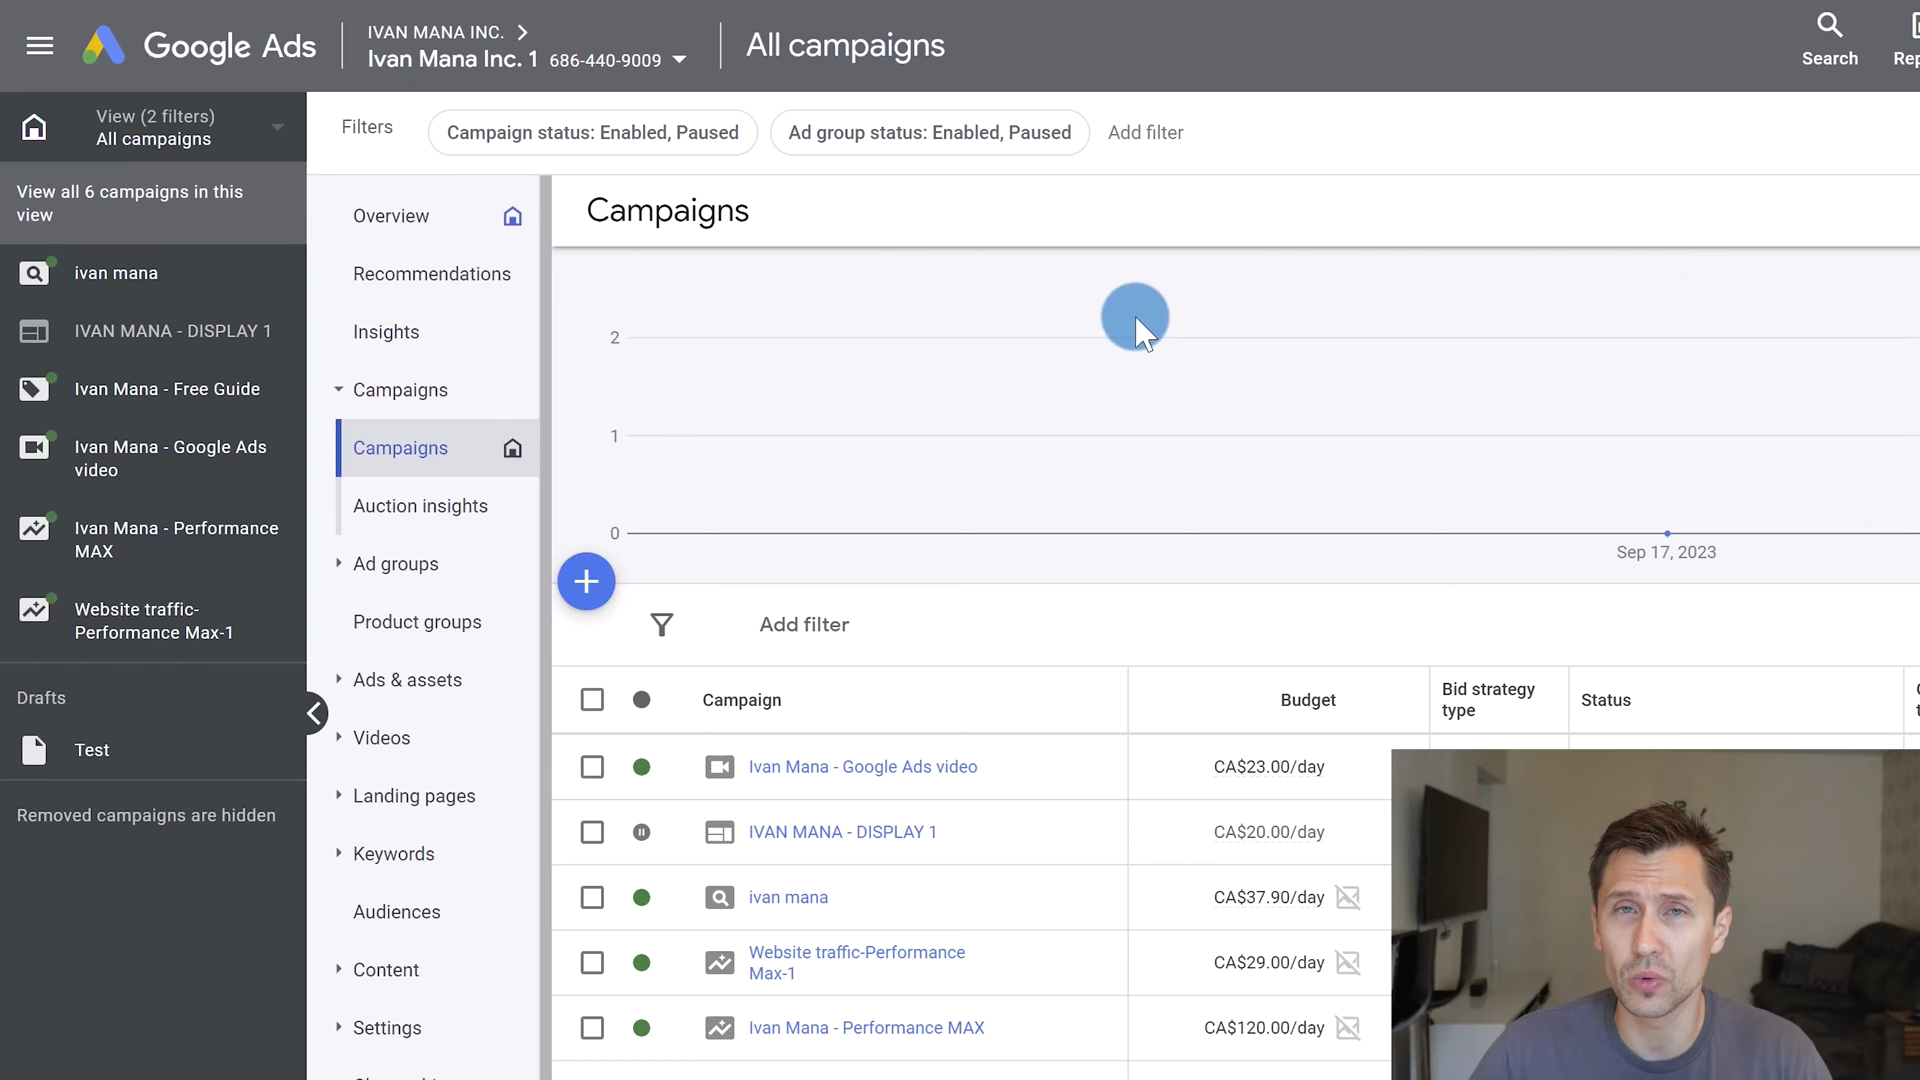 Google Ads
IVAN MANA INC.
Ivan Mana Inc. 1 686-440-9009
All campaigns
Search
View (2 filters)
All campaigns
Filters
Campaign status: Enabled, Paused
Ad group status: Enabled, Paused
Add filter
View all 6 campaigns in this
view
ivan mana
IVAN MANA - DISPLAY 1
Ivan Mana - Free Guide
Ivan Mana - Google Ads
video
Ivan Mana - Performance
MAX
Website traffic-
Performance Max-1
Drafts
Test
Removed campaigns are hidden
Overview
Recommendations
Insights
Campaigns
Campaigns
Auction insights
Ad groups
Product groups
Ads & assets
Videos
Landing pages
Keywords
Audiences
Content
Settings
Campaigns
2
1
0
Sep 17, 2023
Add filter
Campaign
Budget
Bid strategy
type
Status
Ivan Mana - Google Ads video
CA$23.00/day
IVAN MANA - DISPLAY 1
CA$20.00/day
ivan mana
CA$37.90/day
Website traffic-Performance
Max-1
CA$29.00/day
Ivan Mana - Performance MAX
CA$120.00/day